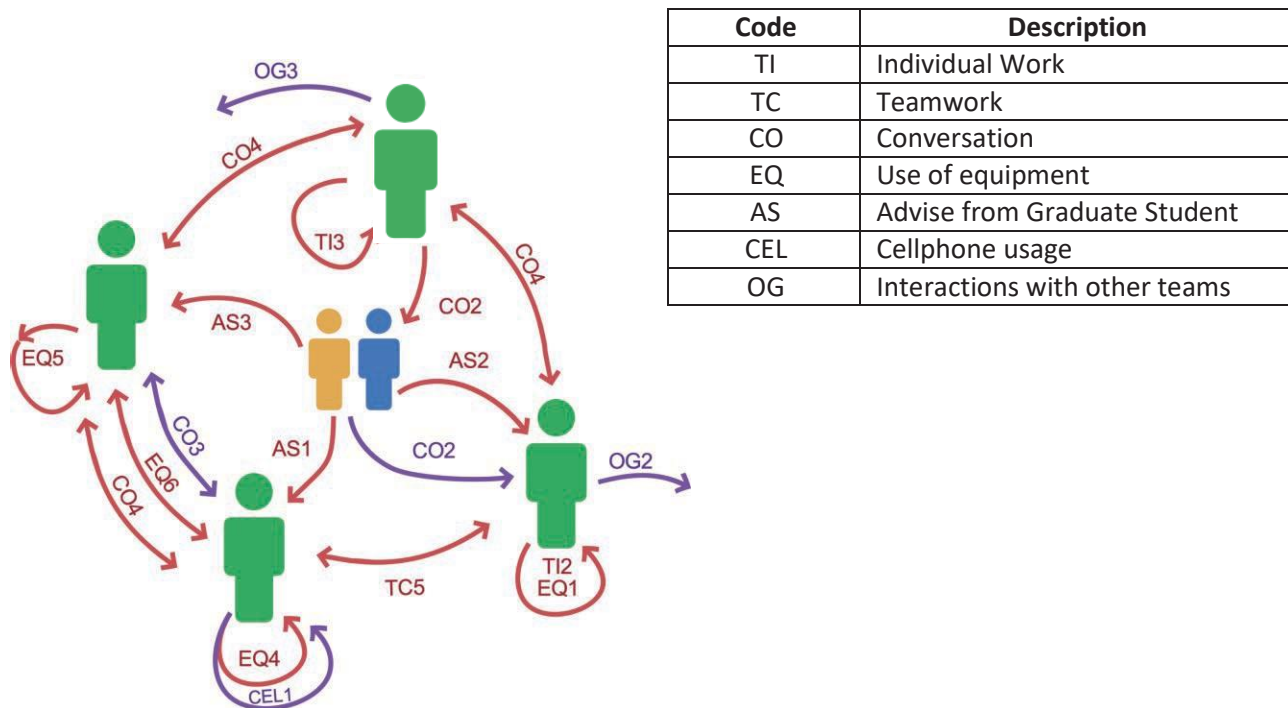 OG3
CO4
TI3
CO4
CO2
AS3
AS2
EQ5
CO3
AS1
CO2
OG2
EQ6
CO4
TC5
TI2
EQ1
EQ4
CEL1
Code Description
TI Individual Work
TC Teamwork
CO Conversation
EQ Use of equipment
AS Advise from Graduate Student
CEL Cellphone usage
OG Interactions with other teams